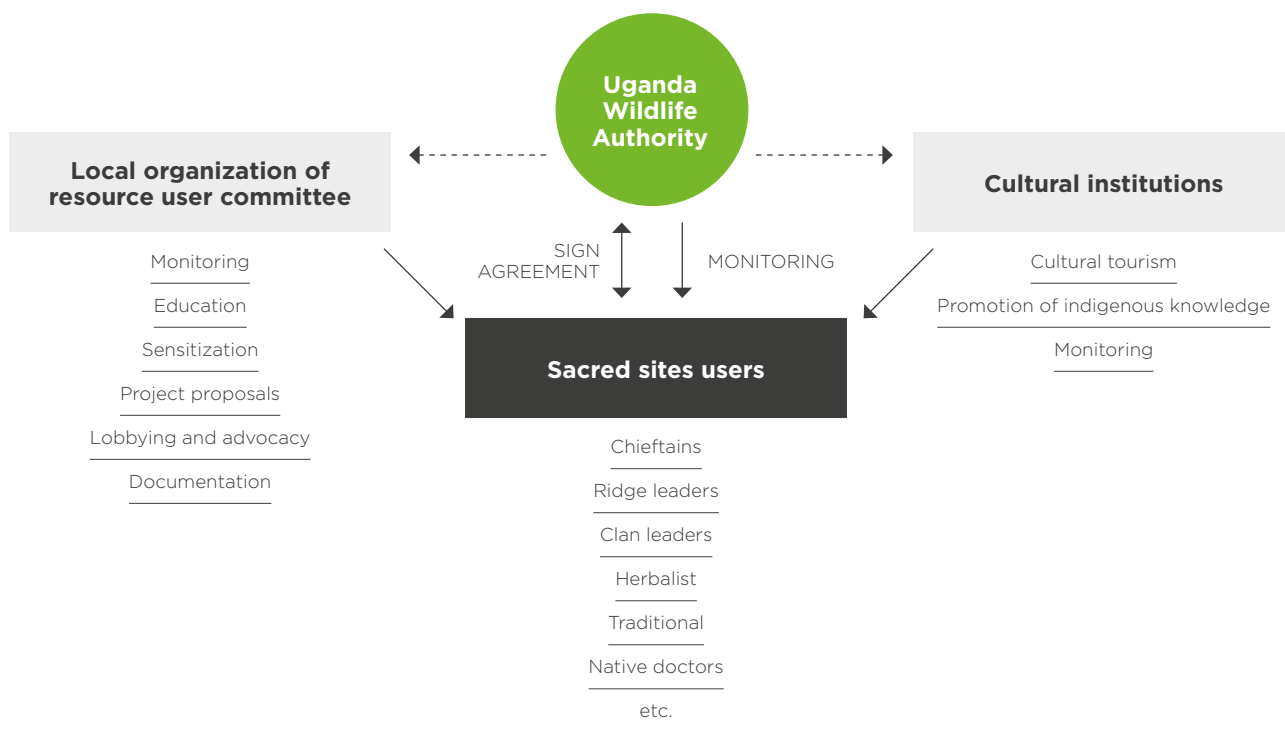 Uganda
Wildlife
Authority
Local organization of
resource user committee
Cultural institutions
SIGN
AGREEMENT
MONITORING
Monitoring
Education
Sensitization
Project proposals
Lobbying and advocacy
Documentation
Cultural tourism
Promotion of indigenous knowledge
Monitoring
Sacred sites users
Chieftains
Ridge leaders
Clan leaders
Herbalist
Traditional
Native doctors
etc.